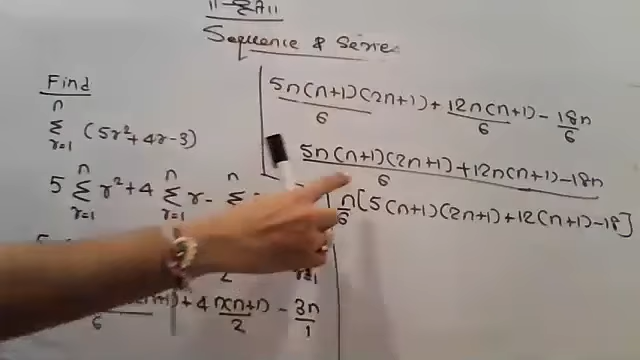 Sequence & Series
Find
n
∑ (5r²+4r-3)
r=1
n n n
5 ∑ r²+4 ∑ r- ∑
r=1 r=1
2 r=1
+ 4 n(n+1) - 3n
6 2 1
5n(n+1)(2n+1) + 12n(n+1) - 18n
6 6 6
5n(n+1)(2n+1)+12n(n+1)-18n
6
n[5(n+1)(2n+1)+12(n+1)-18]
6